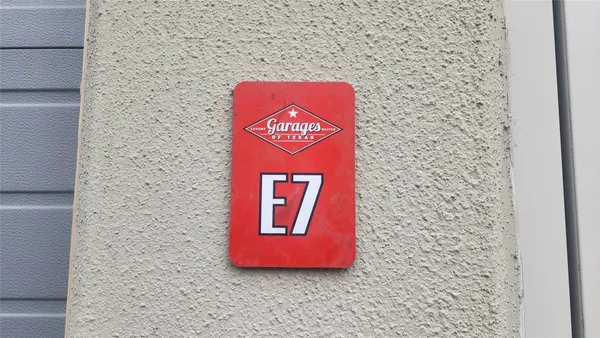 Garages
LUXURY SUITES
OF TEXAS
E7